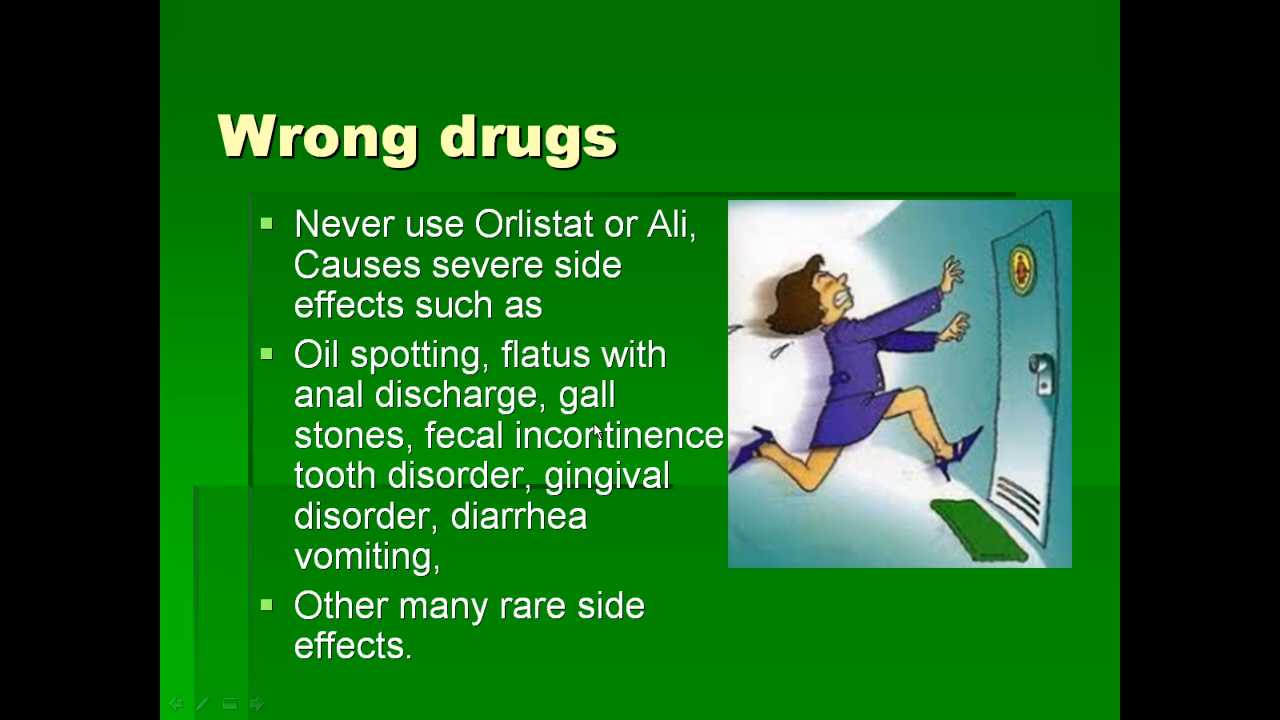 Wrong drugs
Never use Orlistat or Ali,
Causes severe side
effects such as
Oil spotting, flatus with
anal discharge, gall
stones, fecal incontinence
tooth disorder, gingival
disorder, diarrhea
vomiting,
Other many rare side
effects.